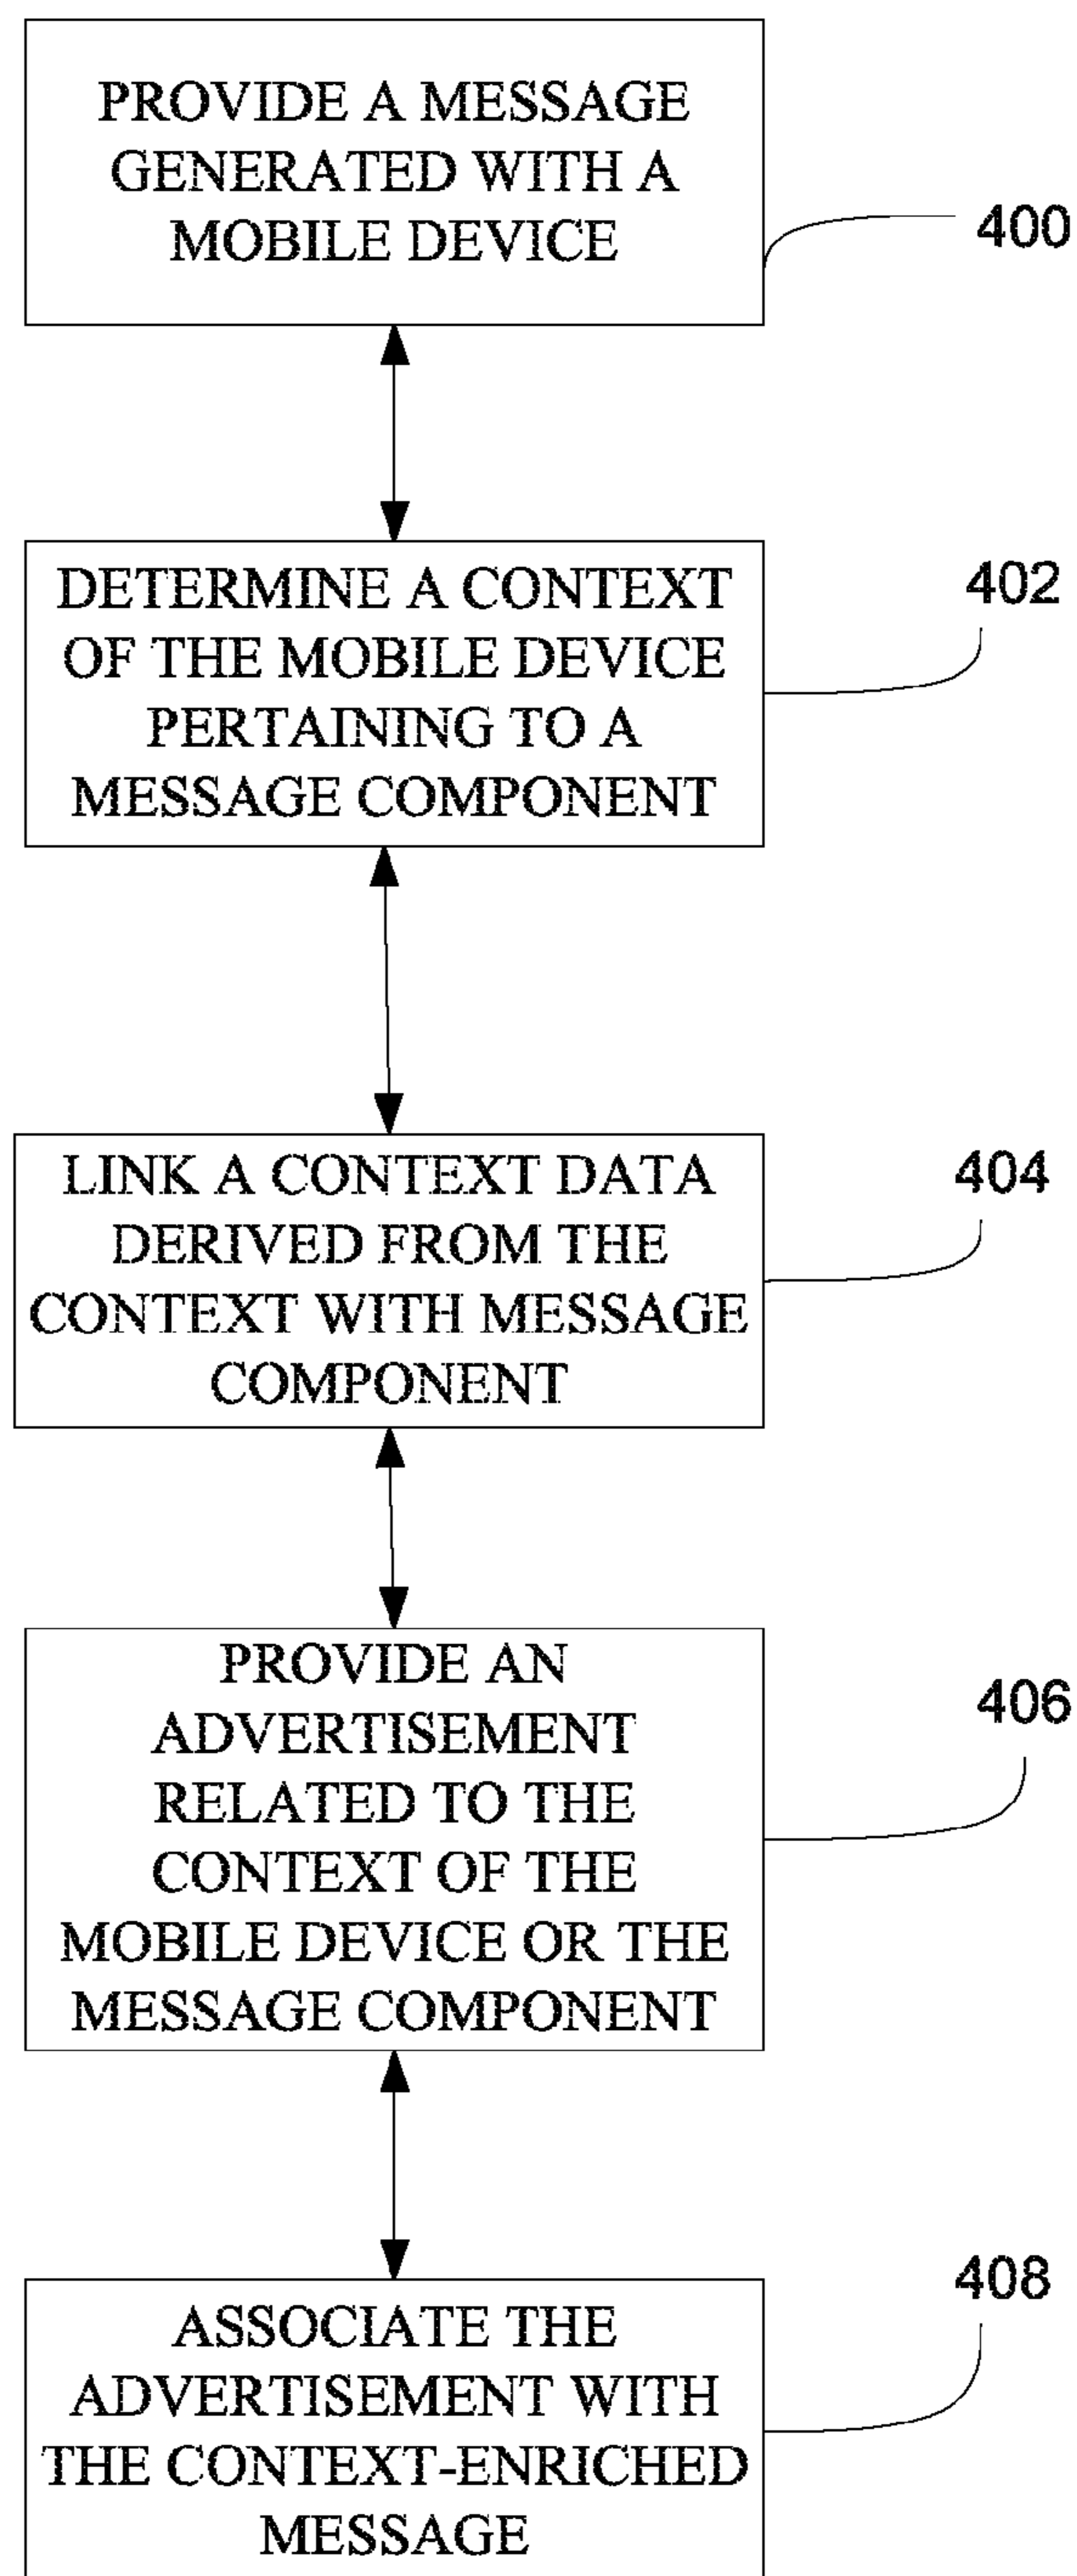 PROVIDE A MESSAGE
GENERATED WITH A
MOBILE DEVICE
400
DETERMINE A CONTEXT
OF THE MOBILE DEVICE
PERTAINING TO A
MESSAGE COMPONENT
402
LINK A CONTEXT DATA
DERIVED FROM THE
CONTEXT WITH MESSAGE
COMPONENT
404
PROVIDE AN
ADVERTISEMENT
RELATED TO THE
CONTEXT OF THE
MOBILE DEVICE OR THE
MESSAGE COMPONENT
406
ASSOCIATE THE
ADVERTISEMENT WITH
THE CONTEXT-ENRICHED
MESSAGE
408